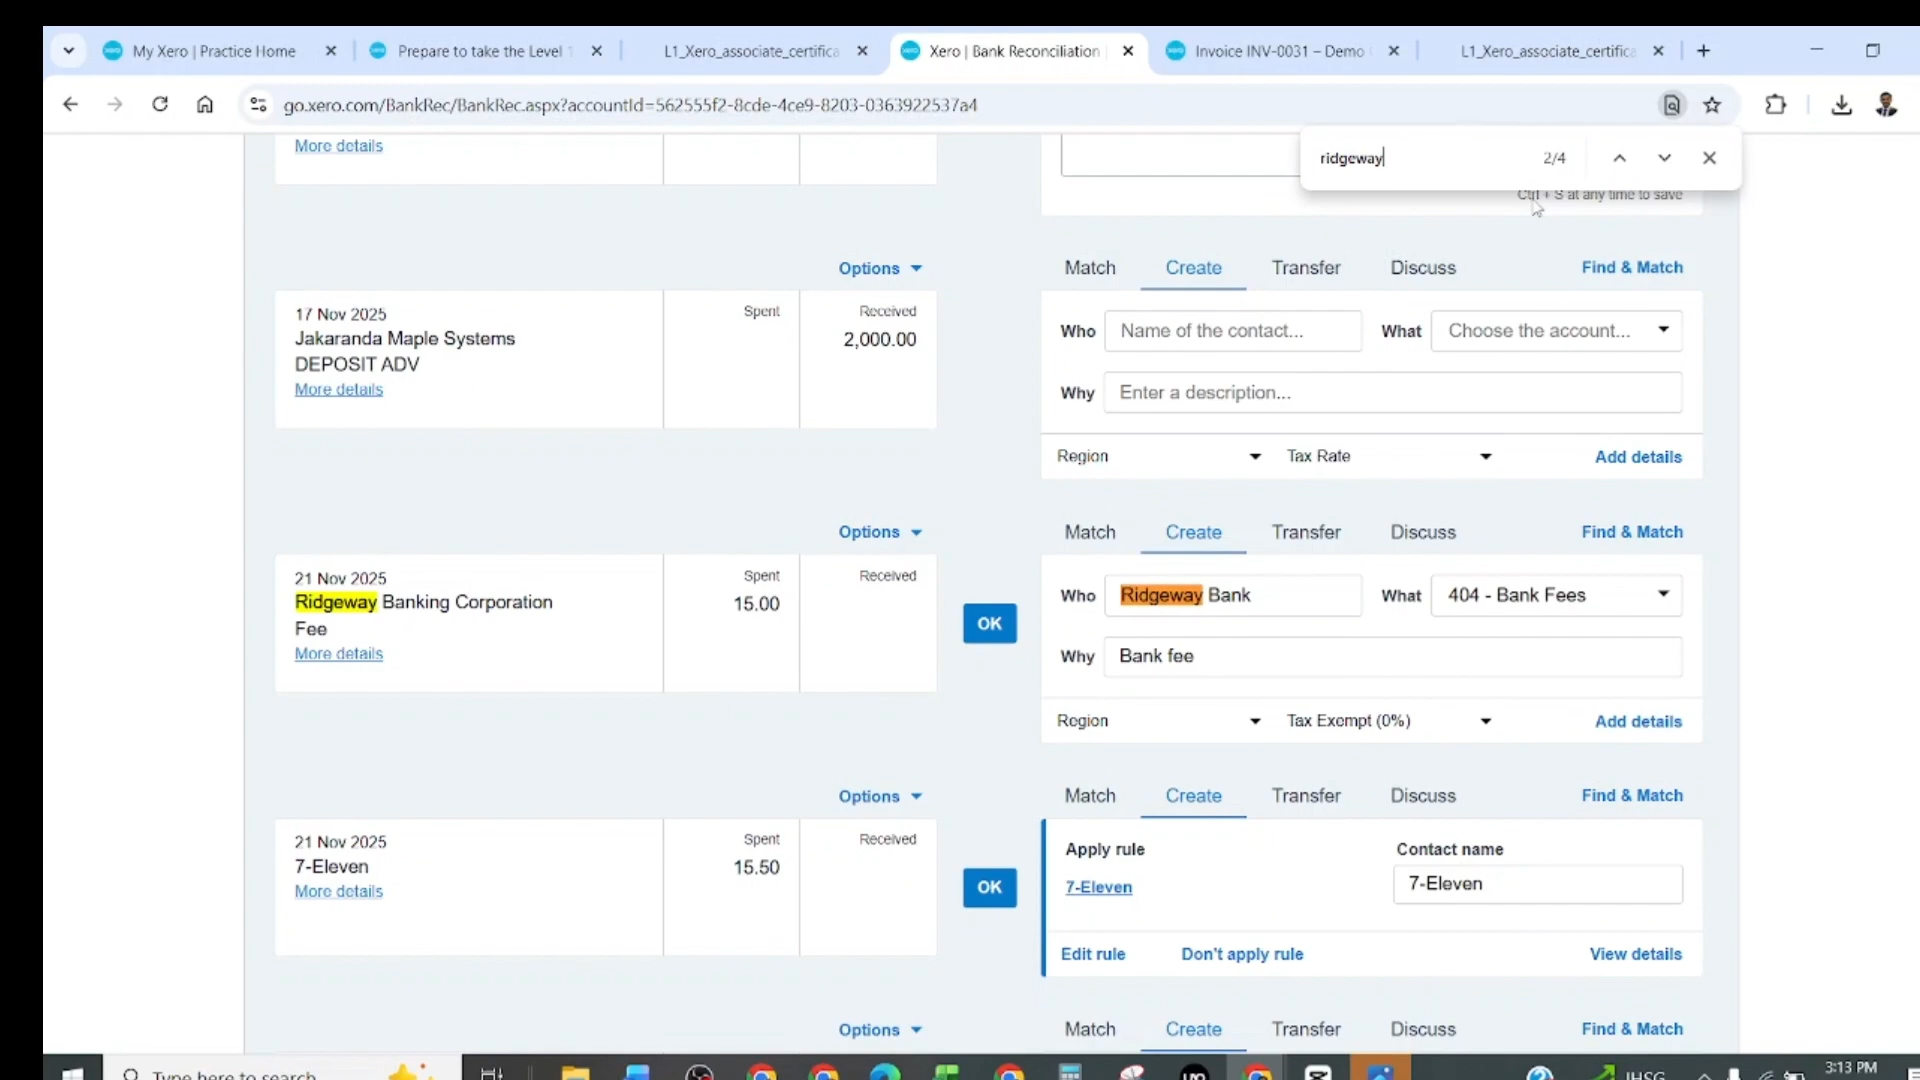 My Xero | Practice Home
Prepare to take the Level 1
L1_Xero_associate_certifica
Xero | Bank Reconciliation
Invoice INV-0031 – Demo
L1_Xero_associate_certifica
go.xero.com/BankRec/BankRec.aspx?accountId=562555f2-8cde-4ce9-8203-0363922537a4
ridgeway 2/4
More details
Ctrl + S at any time to save
Options
Match Create Transfer Discuss Find & Match
17 Nov 2025
Jakaranda Maple Systems
DEPOSIT ADV
More details
Spent
Received
2,000.00
Who Name of the contact... What Choose the account...
Why Enter a description...
Region Tax Rate Add details
Options
Match Create Transfer Discuss Find & Match
21 Nov 2025
Ridgeway Banking Corporation
Fee
More details
Spent
15.00
Received
OK
Who Ridgeway Bank What 404 - Bank Fees
Why Bank fee
Region Tax Exempt (0%) Add details
Options
Match Create Transfer Discuss Find & Match
21 Nov 2025
7-Eleven
More details
Spent
15.50
Received
OK
Apply rule
7-Eleven
Contact name
7-Eleven
Edit rule Don't apply rule View details
Options
Match Create Transfer Discuss Find & Match
Type here to search
IHSG
3:13 PM